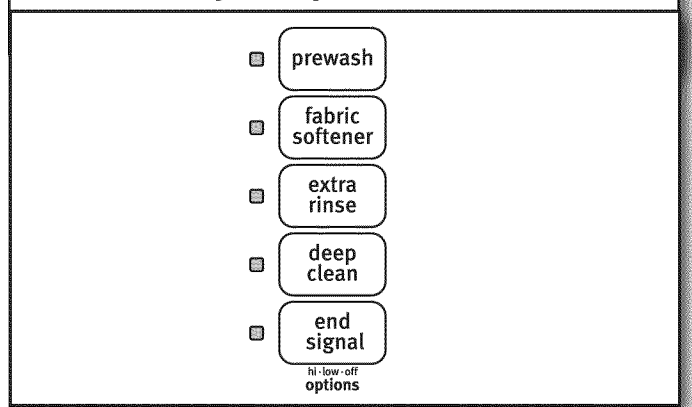 prewash
fabric
softener
extra
rinse
deep
clean
end
signal
hi · low · off
options